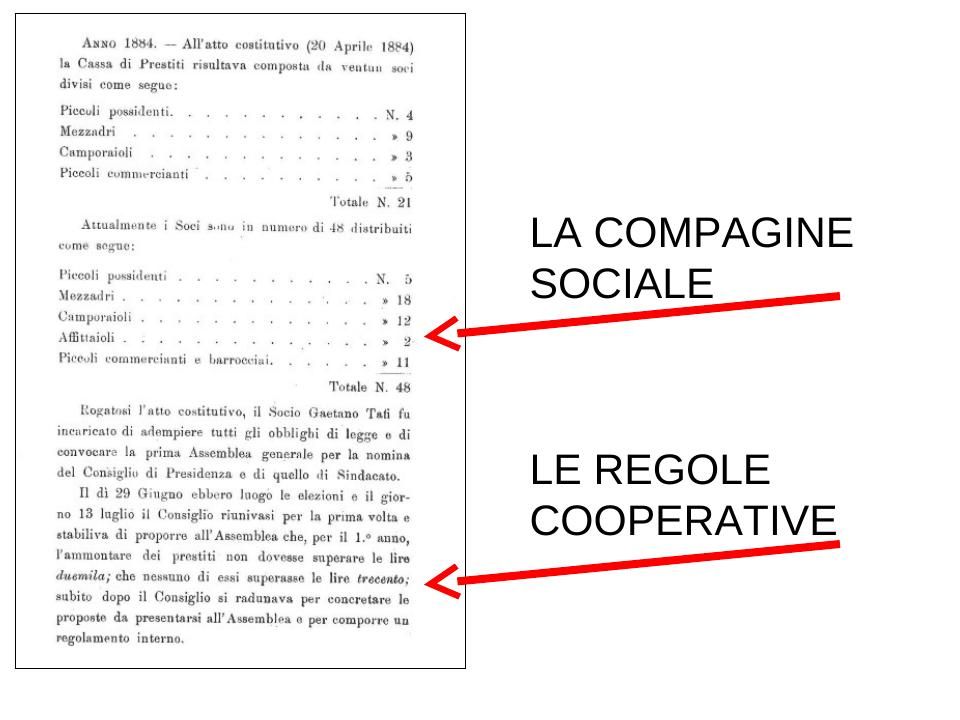 Anno 1884. — All'atto costitutivo (20 Aprile 1884)
la Cassa di Prestiti risultava composta da ventun soci
divisi come segue:
Piccoli possidenti. . . . . . . . . . . . N. 4
Mezzadri . . . . . . . . . . . . » 9
Camporaioli . . . . . . . . . . . » 3
Piccoli commercianti . . . . . . . . . » 5
Totale N. 21
Attualmente i Soci sono in numero di 48 distribuiti
come segue:
Piccoli possidenti . . . . . . . . . . . N. 5
Mezzadri . . . . . . . . . . . . . » 18
Camporaioli . . . . . . . . . . . . » 12
Affittaioli . . . . . . . . . . . . . » 2
Piccoli commercianti e barrocciai. . . . . . » 11
Totale N. 48
Rogatosi l'atto costitutivo, il Socio Gaetano Tafi fu
incaricato di adempiere tutti gli obblighi di legge e di
convocare la prima Assemblea generale per la nomina
del Consiglio di Presidenza e di quello di Sindacato.
Il dì 29 Giugno ebbero luogo le elezioni e il gior-
no 13 luglio il Consiglio riunivasi per la prima volta e
stabiliva di proporre all'Assemblea che, per il 1.º anno,
l'ammontare dei prestiti non dovesse superare le lire
duemila; che nessuno di essi superasse le lire trecento;
subito dopo il Consiglio si radunava per concretare le
proposte da presentarsi all'Assemblea e per comporre un
regolamento interno.
LA COMPAGINE
SOCIALE
LE REGOLE
COOPERATIVE